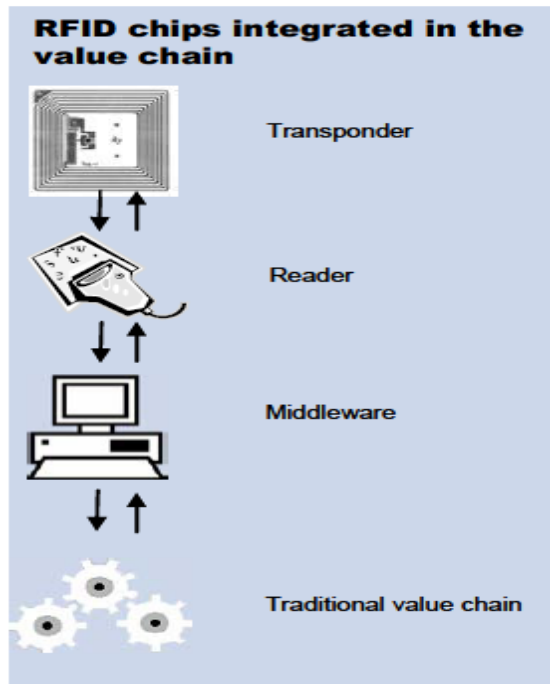 RFID chips integrated in the
value chain
Transponder
Reader
Middleware
Traditional value chain